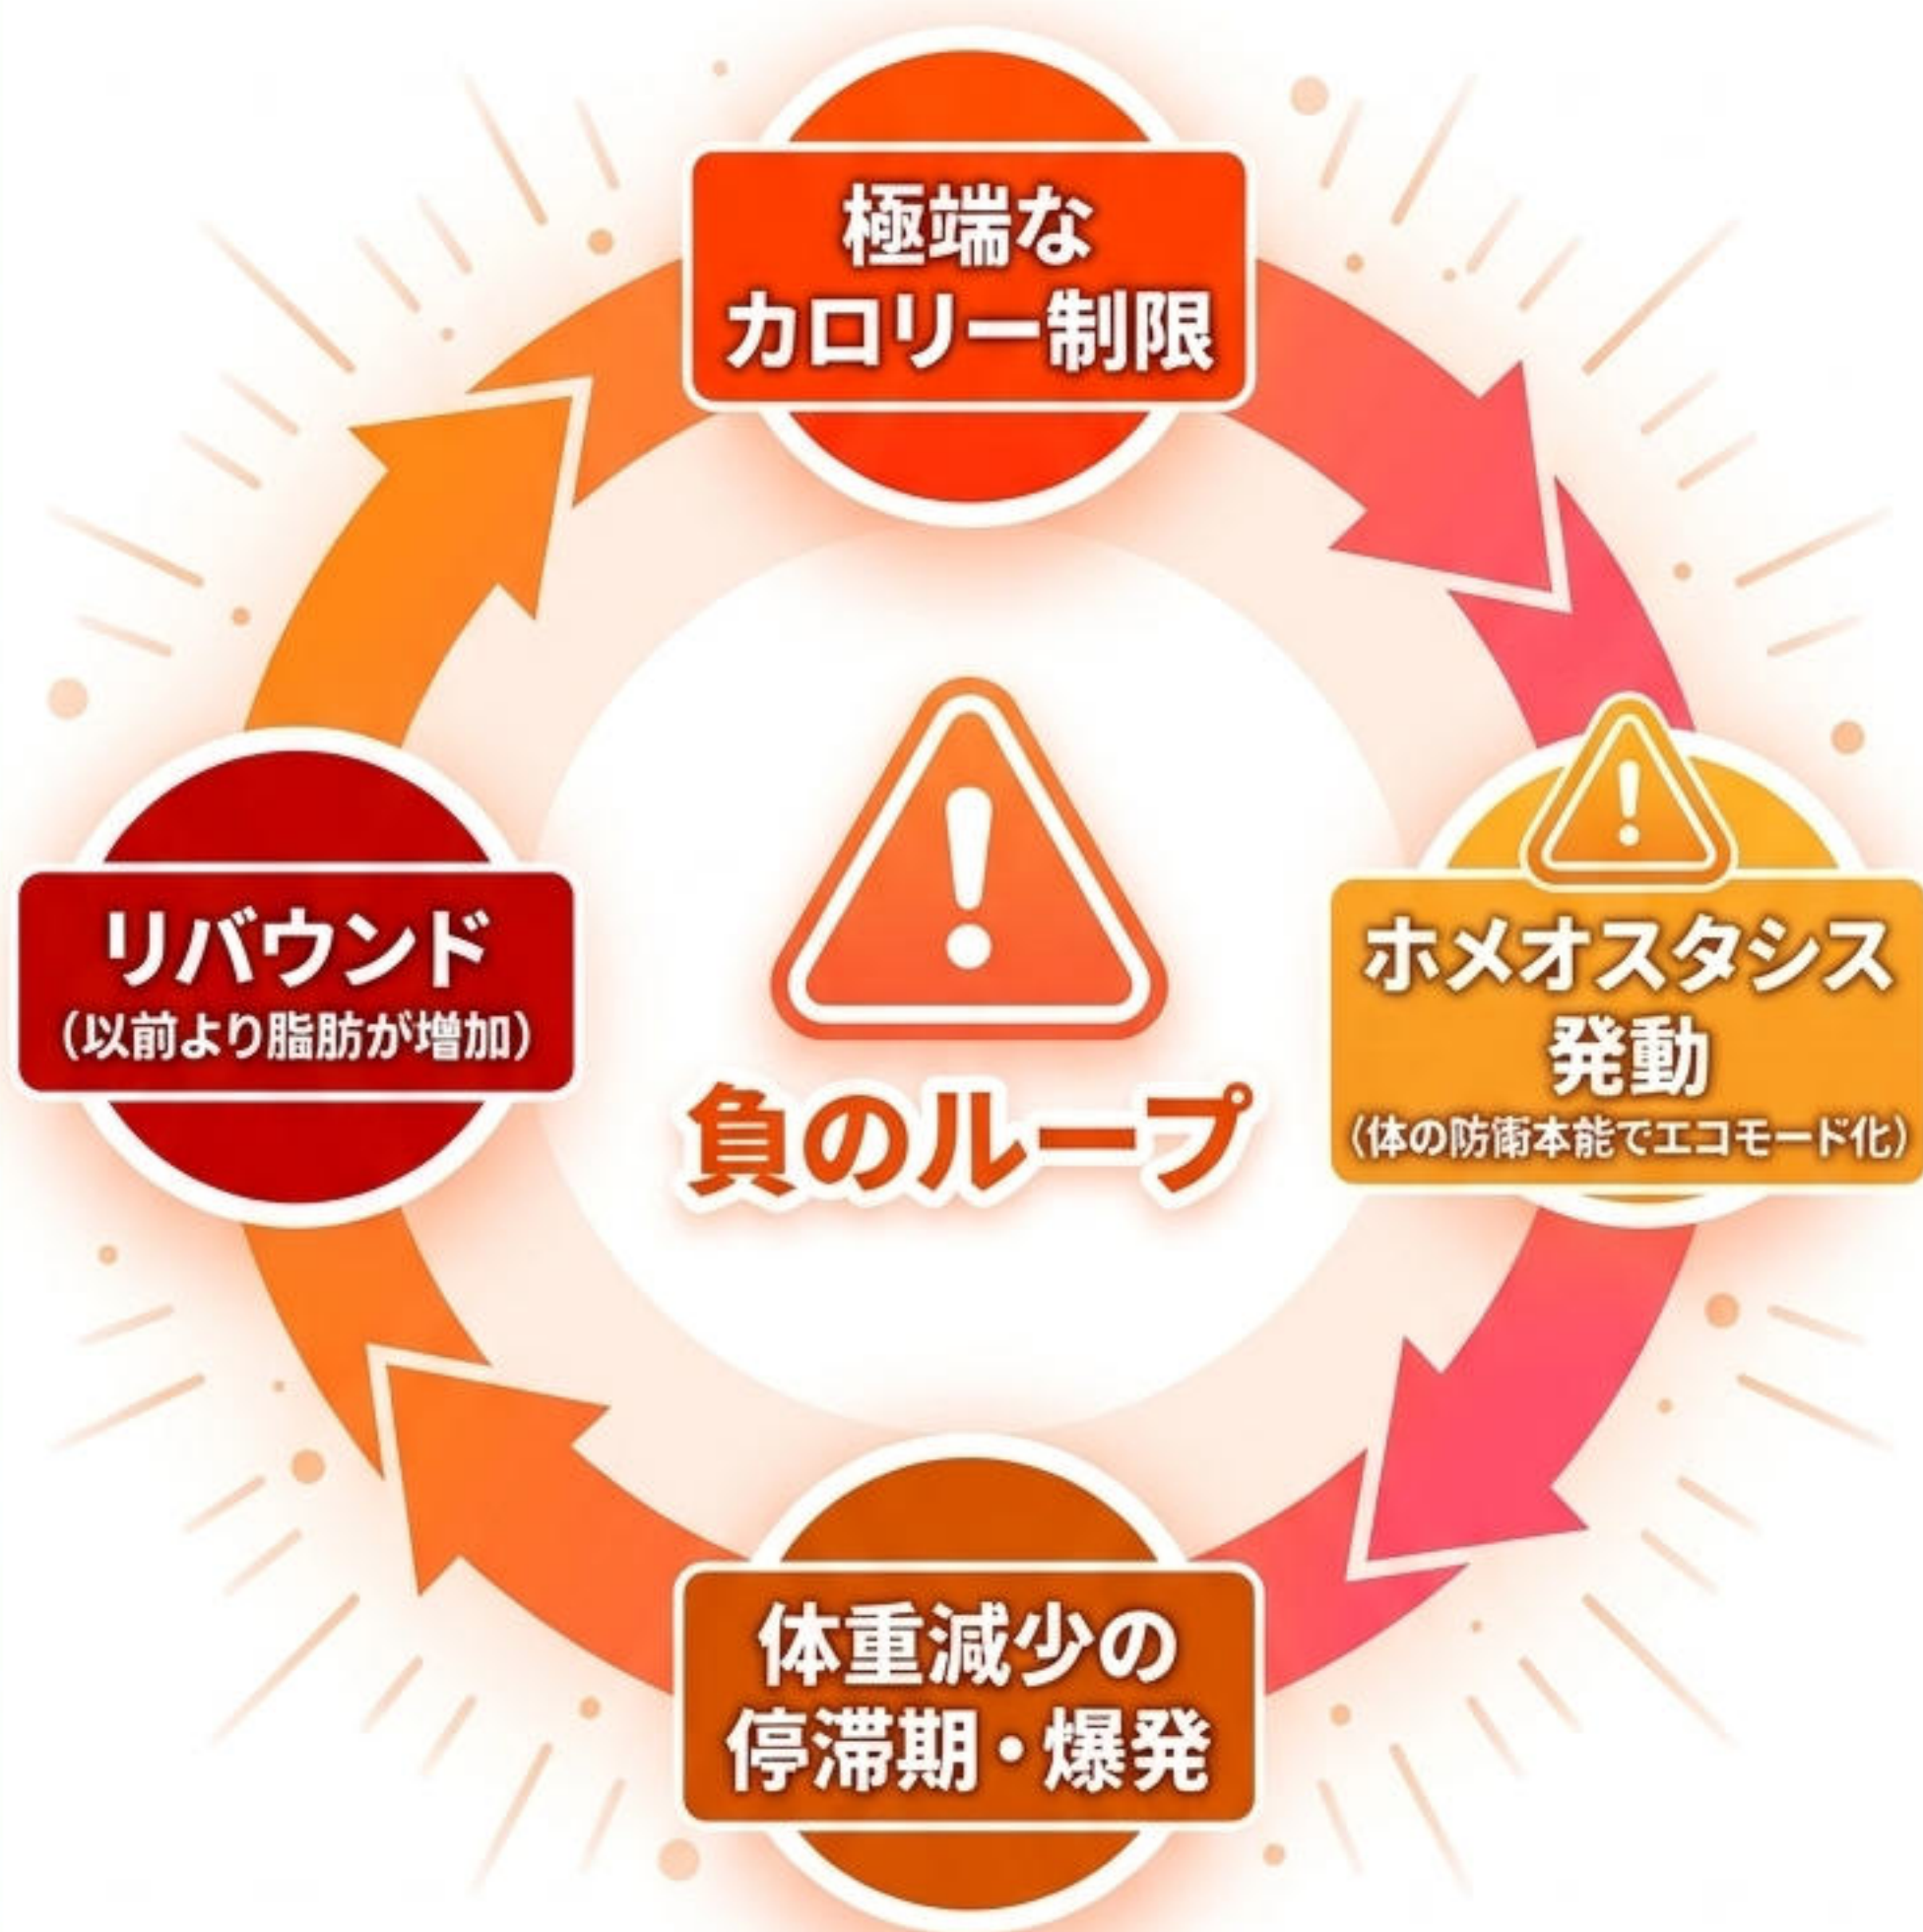 極端な
カロリー制限
ホメオスタシス
発動
（体の防衛本能でエコモード化）
体重減少の
停滞期・爆発
リバウンド
（以前より脂肪が増加）
負のループ